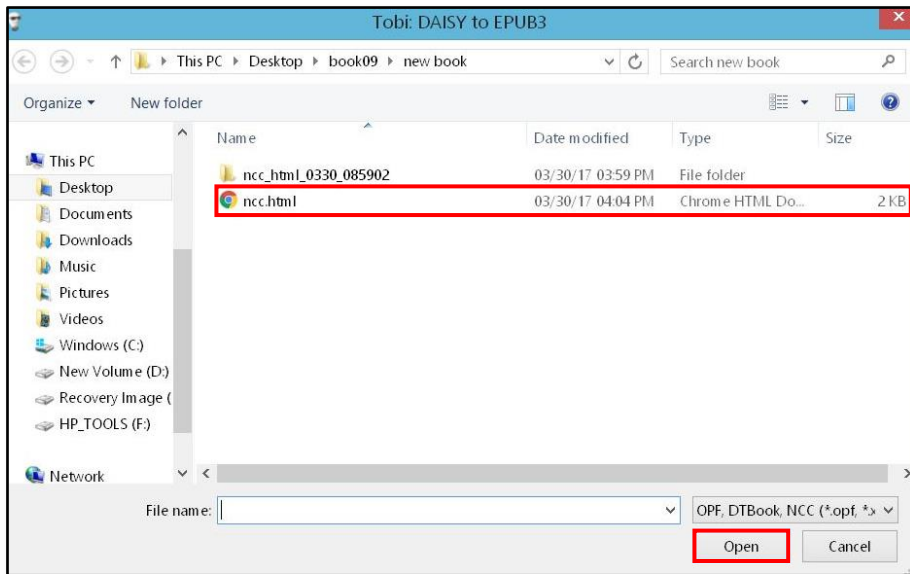 Tobi: DAISY to EPUB3
This PC Desktop book09 new book
Search new book
Organize New folder
Name Date modified Type Size
ncc_html_0330_085902 03/30/17 03:59 PM File folder
ncc.html 03/30/17 04:04 PM Chrome HTML Do... 2 KB
This PC
Desktop
Documents
Downloads
Music
Pictures
Videos
Windows (C:)
New Volume (D:)
Recovery Image (
HP_TOOLS (F:)
Network
File name: OPF, DTBook, NCC (*.opf, *.x
Open Cancel